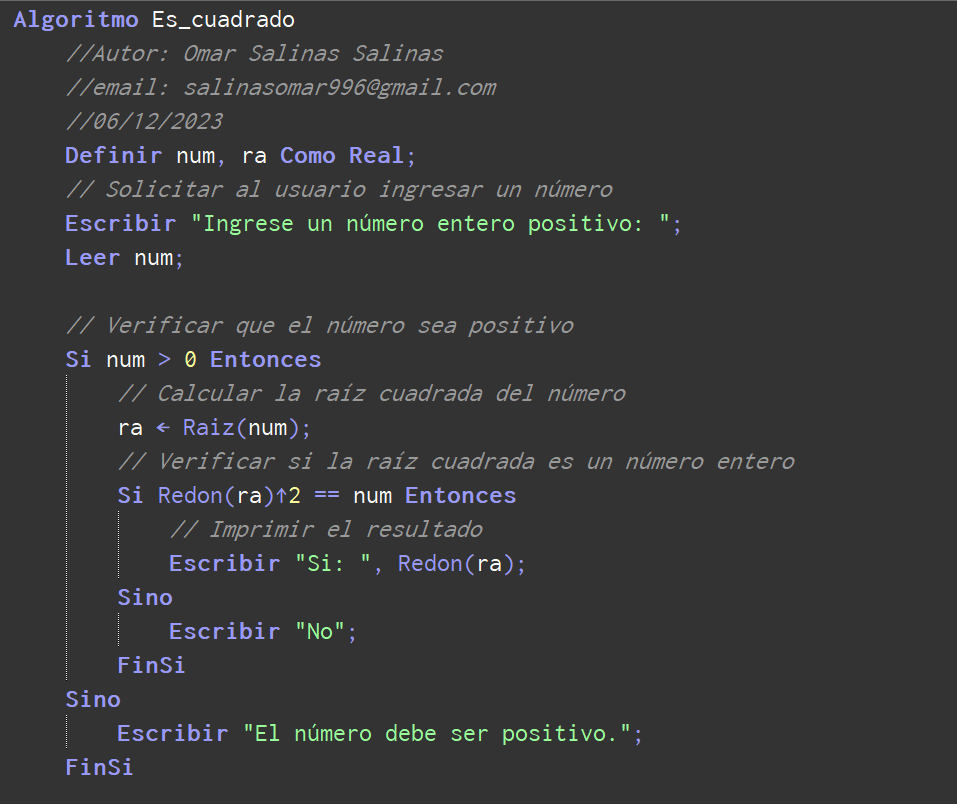 Algoritmo Es_cuadrado
//Autor: Omar Salinas Salinas
//email: salinasomar996@gmail.com
//06/12/2023
Definir num, ra Como Real;
// Solicitar al usuario ingresar un número
Escribir "Ingrese un número entero positivo: ";
Leer num;
// Verificar que el número sea positivo
Si num > 0 Entonces
// Calcular la raíz cuadrada del número
ra ← Raiz(num);
// Verificar si la raíz cuadrada es un número entero
Si Redon(ra)↑2 == num Entonces
// Imprimir el resultado
Escribir "Si: ", Redon(ra);
Sino
Escribir "No";
FinSi
Sino
Escribir "El número debe ser positivo.";
FinSi